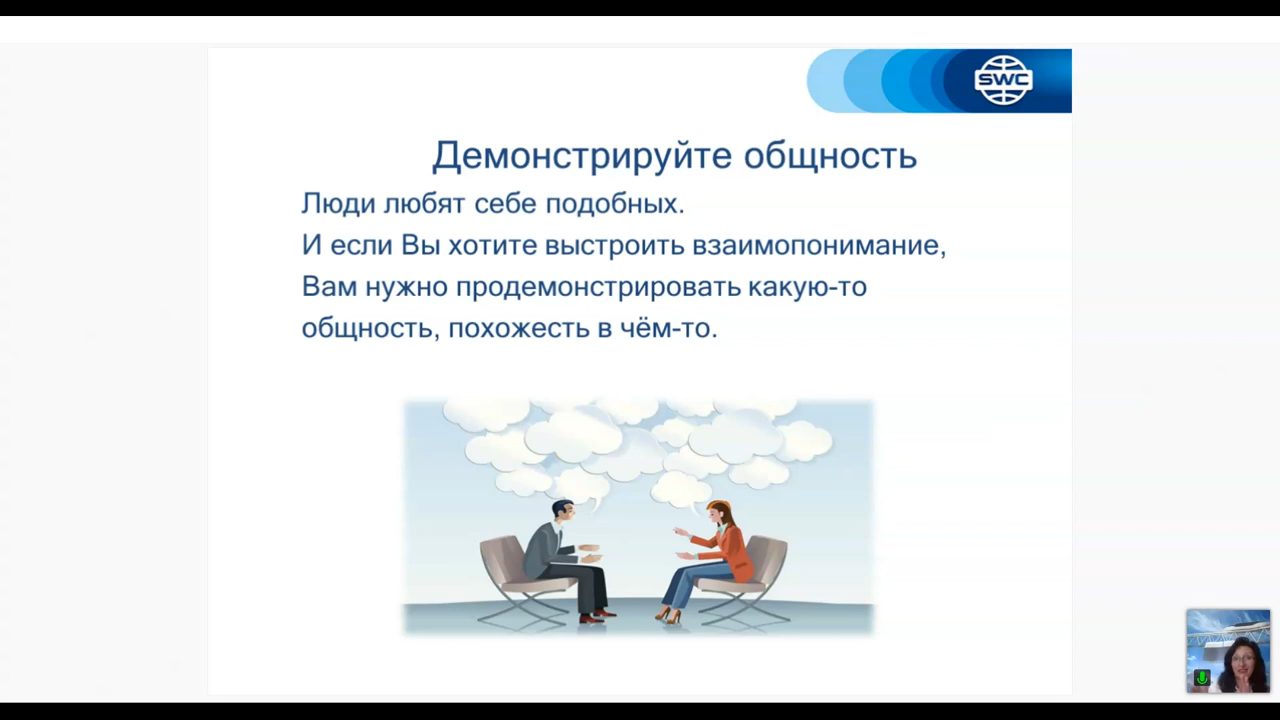 SWC
Демонстрируйте общность
Люди любят себе подобных.
И если Вы хотите выстроить взаимопонимание,
Вам нужно продемонстрировать какую-то
общность, похожесть в чём-то.